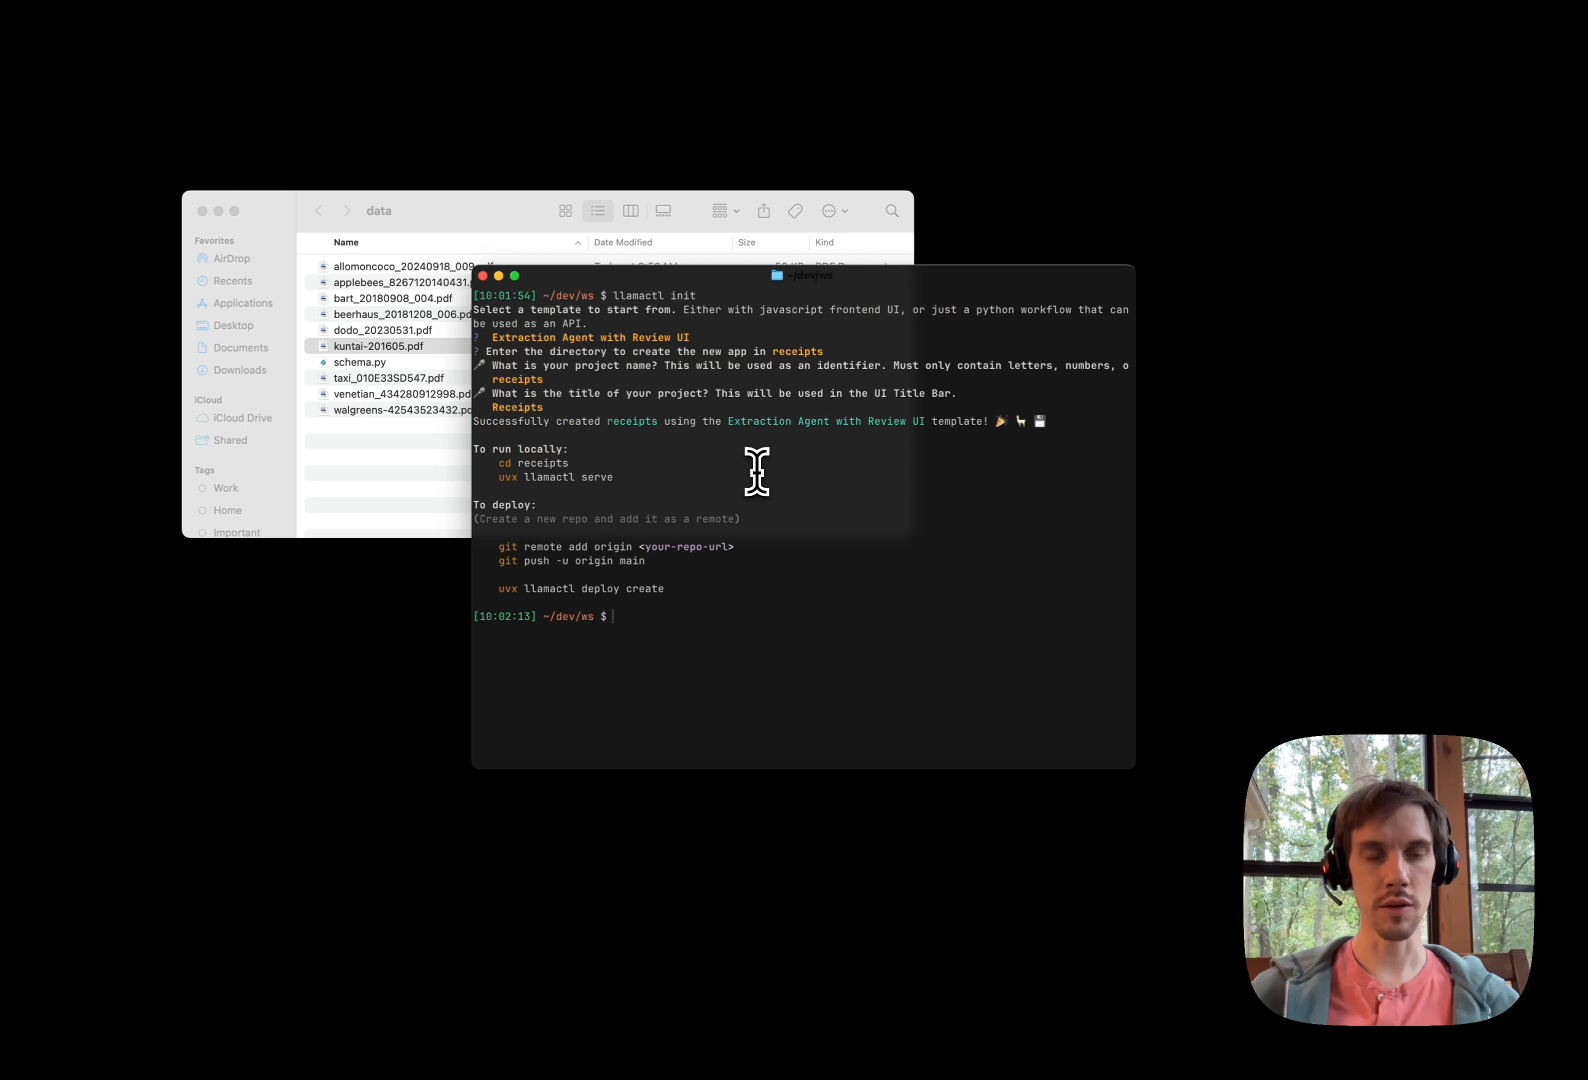 data
Favorites
AirDrop
Recents
Applications
Desktop
Documents
Downloads
iCloud
iCloud Drive
Shared
Tags
Work
Home
Important
Name
Date Modified
Size
Kind
allomoncoco_20240918_009
applebees_8267120140431.
bart_20180908_004.pdf
beerhaus_20181208_006.pd
dodo_20230531.pdf
kuntai-201605.pdf
schema.py
taxi_010E33SD547.pdf
venetian_434280912998.pd
walgreens-42543523432.pd
~/dev/ws
[10:01:54] ~/dev/ws $ llamactl init
Select a template to start from. Either with javascript frontend UI, or just a python workflow that can
be used as an API.
? Extraction Agent with Review UI
? Enter the directory to create the new app in receipts
What is your project name? This will be used as an identifier. Must only contain letters, numbers, o
receipts
What is the title of your project? This will be used in the UI Title Bar.
Receipts
Successfully created receipts using the Extraction Agent with Review UI template! 🎉 🦙 💾
To run locally:
cd receipts
uvx llamactl serve
To deploy:
(Create a new repo and add it as a remote)
git remote add origin <your-repo-url>
git push -u origin main
uvx llamactl deploy create
[10:02:13] ~/dev/ws $